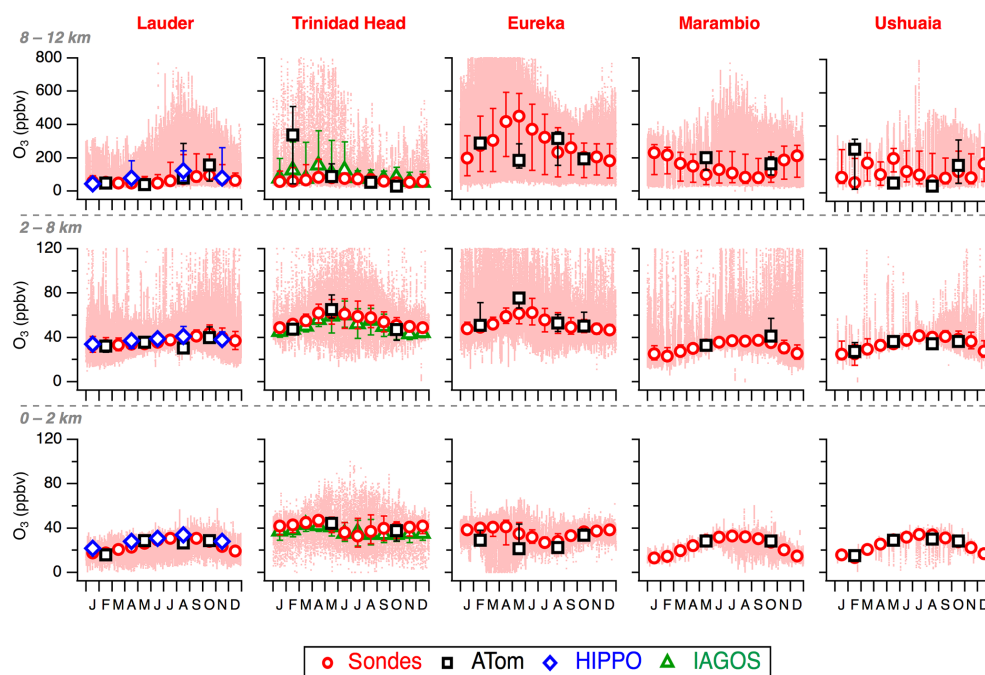 Lauder Trinidad Head Eureka Marambio Ushuaia
8 – 12 km
800
600
400
200
0
O3 (ppbv)
2 – 8 km
120
80
40
0
O3 (ppbv)
0 – 2 km
120
80
40
0
O3 (ppbv)
J F M A M J J A S O N D J F M A M J J A S O N D J F M A M J J A S O N D J F M A M J J A S O N D J F M A M J J A S O N D
Sondes ATom HIPPO IAGOS